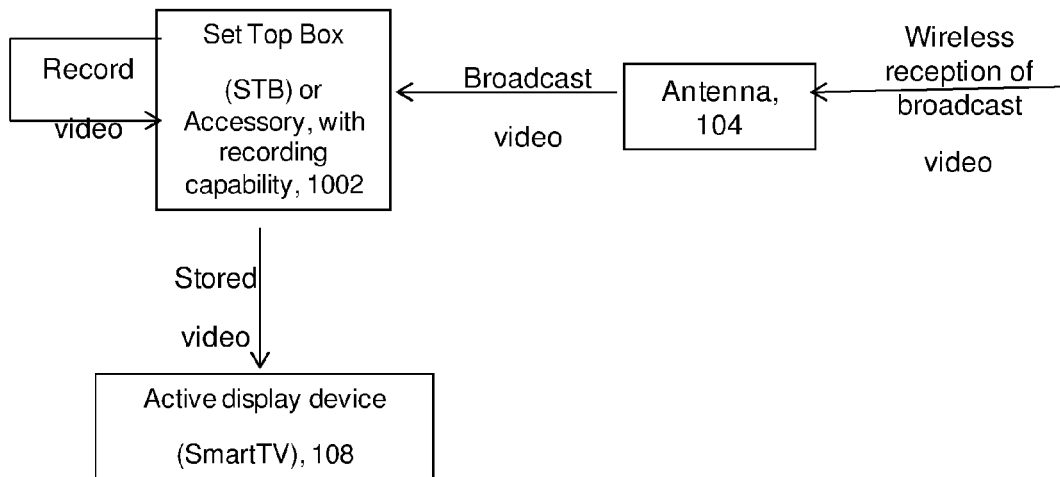 Set Top Box
(STB) or
Accessory, with
recording
capability, 1002
Record
video
Broadcast
video
Antenna,
104
Wireless
reception of
broadcast
video
Stored
video
Active display device
(SmartTV), 108